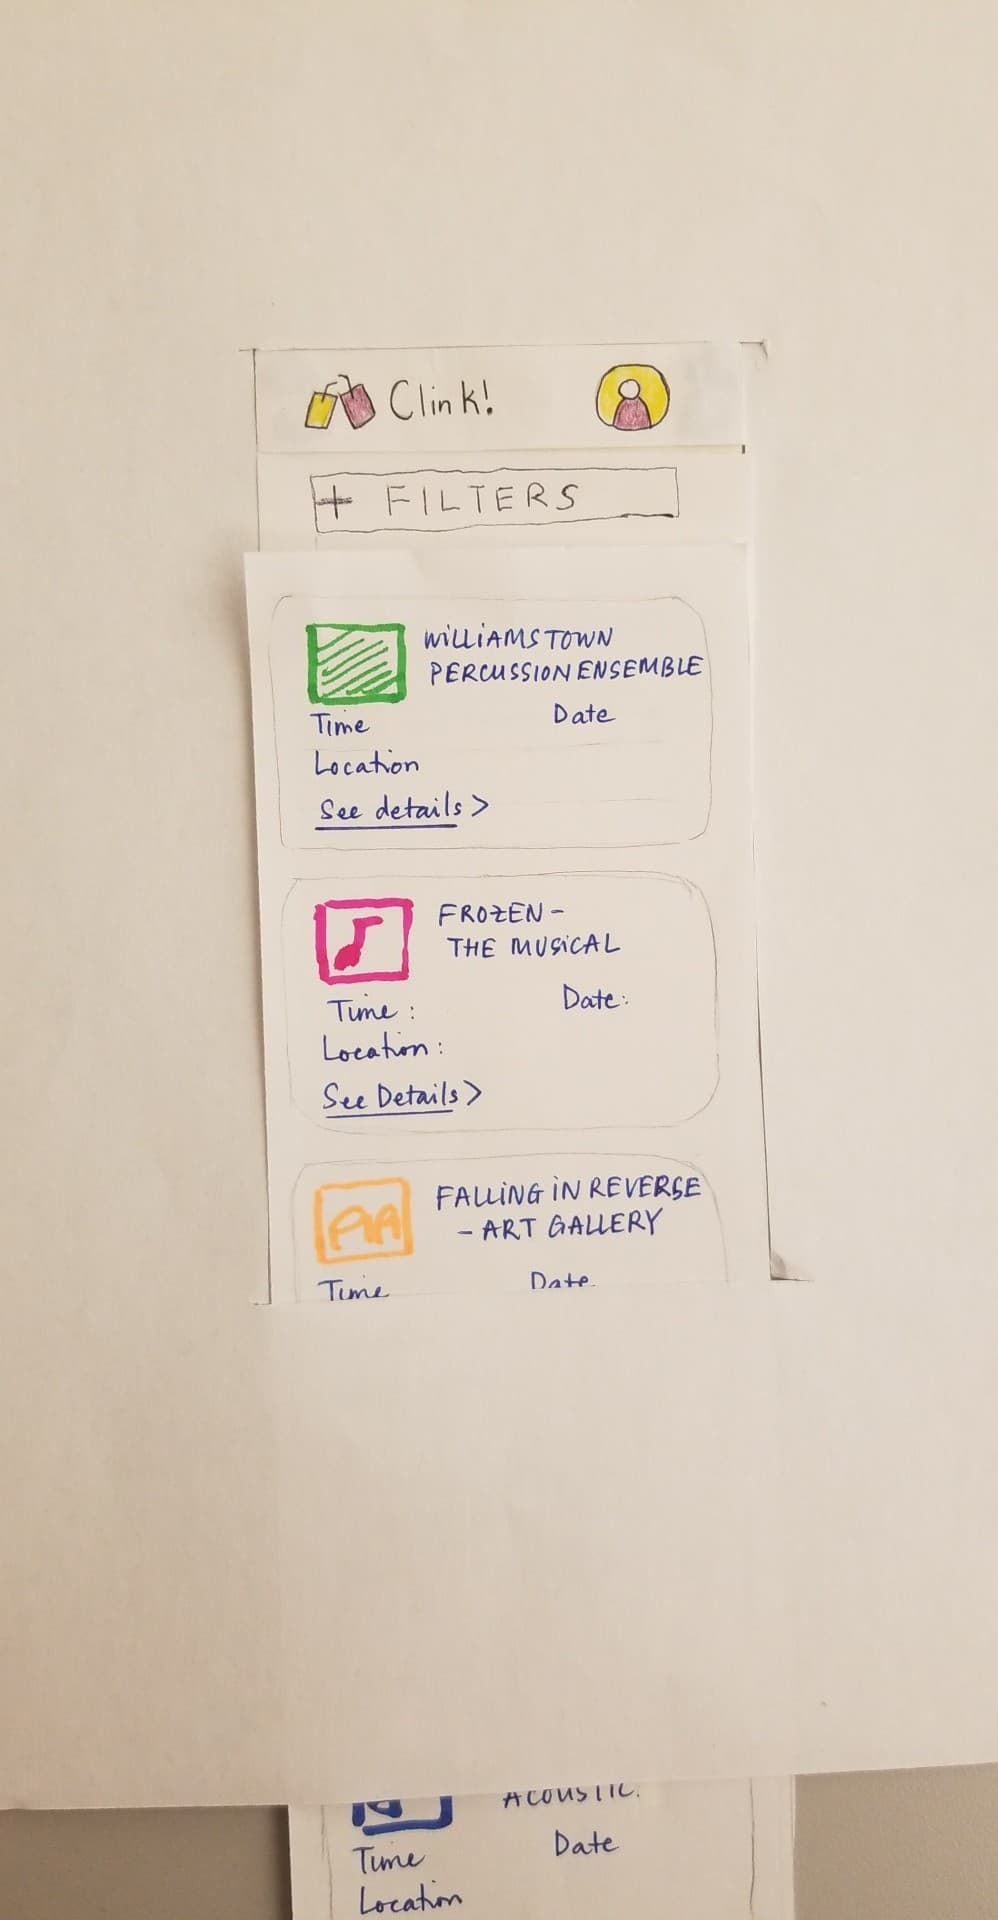 Clink!
+ FILTERS
WILLIAMSTOWN
PERCUSSION ENSEMBLE
Time Date
Location
See details >
FROZEN -
THE MUSICAL
Time : Date:
Location :
See Details >
FALLING IN REVERSE
- ART GALLERY
Time Date
ACOUSTIC.
Time Date
Location